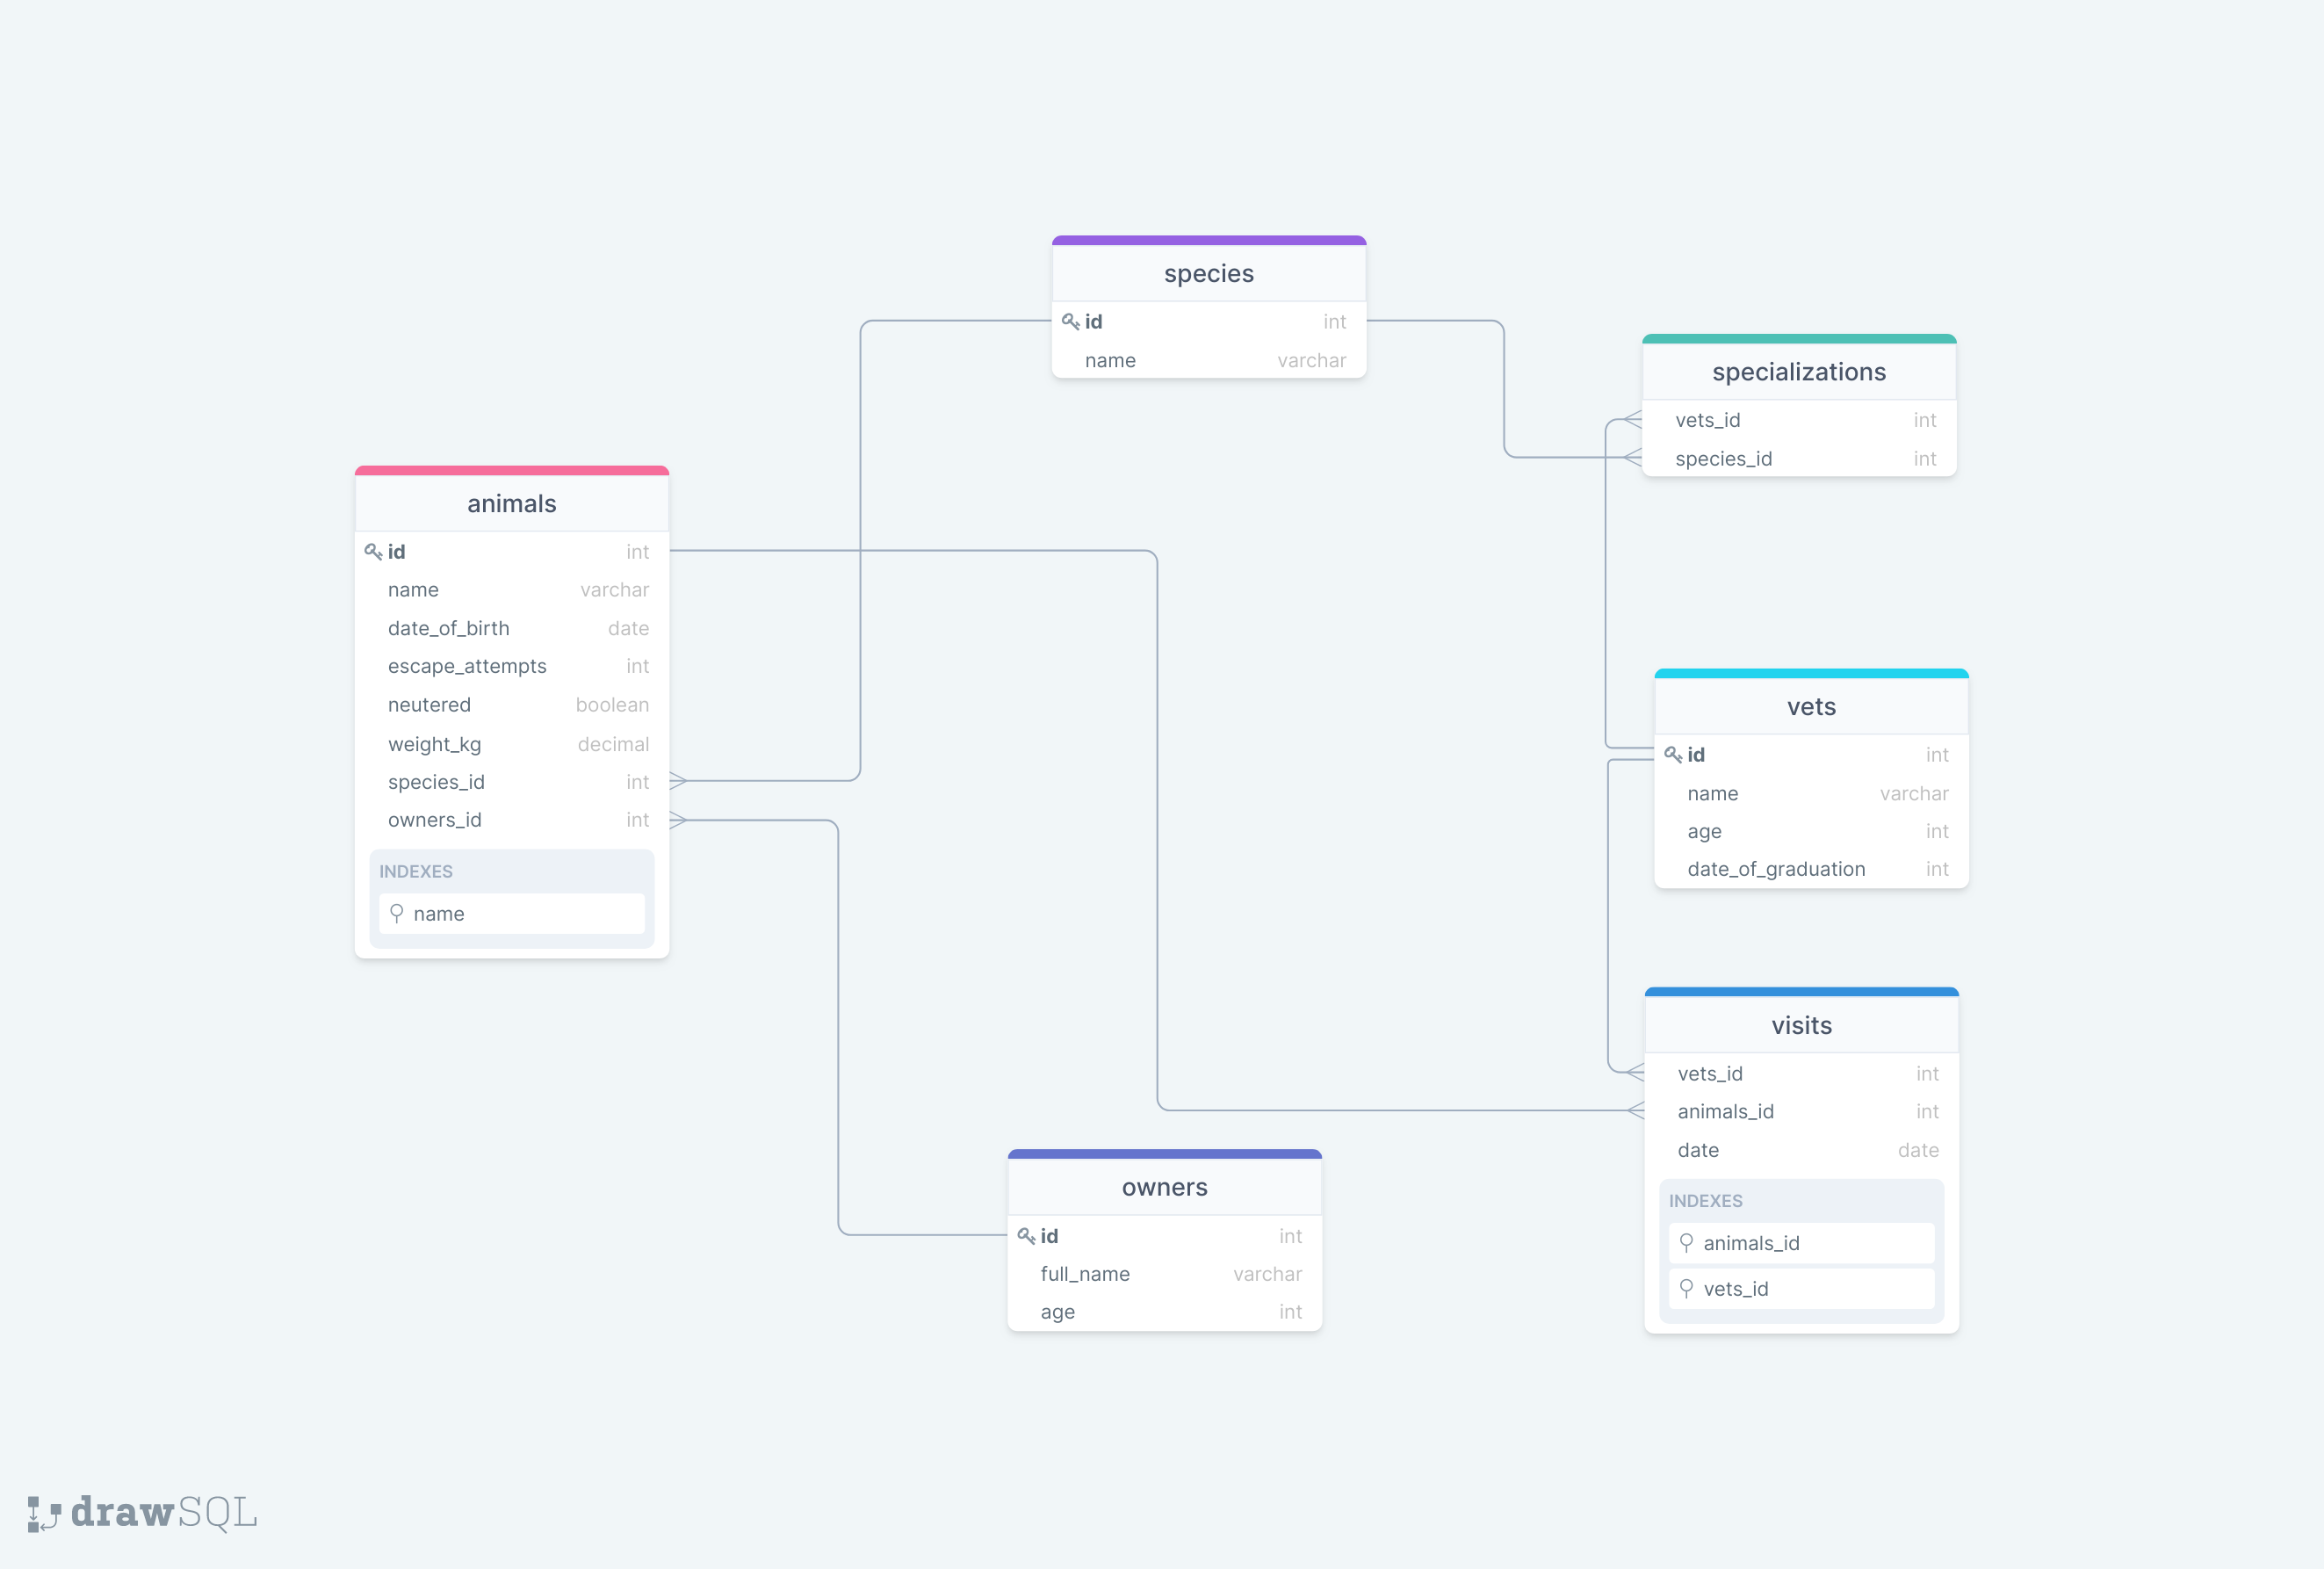 species
id int
name varchar
specializations
vets_id int
species_id int
animals
id int
name varchar
date_of_birth date
escape_attempts int
neutered boolean
weight_kg decimal
species_id int
owners_id int
INDEXES
name
vets
id int
name varchar
age int
date_of_graduation int
visits
vets_id int
animals_id int
date date
INDEXES
animals_id
vets_id
owners
id int
full_name varchar
age int
drawSQL